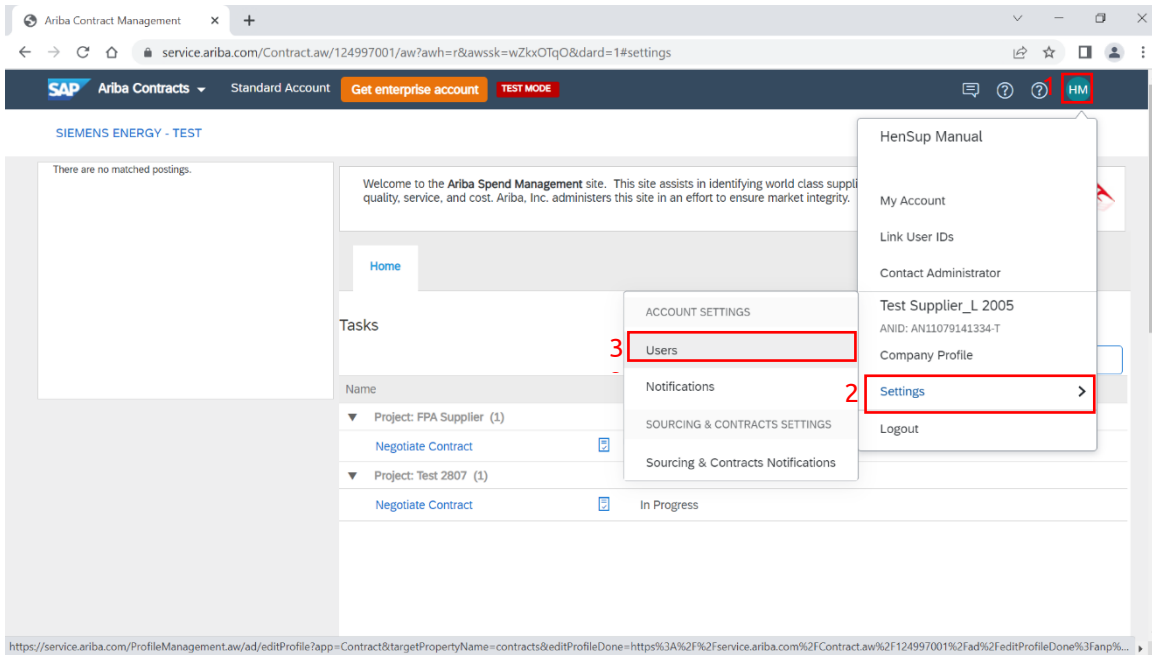 Ariba Contract Management
service.ariba.com/Contract.aw/124997001/aw?awh=r&awssk=wZkxOTqO&dard=1#settings
SAP Ariba Contracts Standard Account Get enterprise account TEST MODE 1 HM
SIEMENS ENERGY - TEST
HenSup Manual
There are no matched postings.
Welcome to the Ariba Spend Management site. This site assists in identifying world class suppli
quality, service, and cost. Ariba, Inc. administers this site in an effort to ensure market integrity.
My Account
Link User IDs
Contact Administrator
Home
Test Supplier_L 2005
ANID: AN11079141334-T
Company Profile
2 Settings
Logout
ACCOUNT SETTINGS
3 Users
Notifications
SOURCING & CONTRACTS SETTINGS
Sourcing & Contracts Notifications
Tasks
Name
Project: FPA Supplier (1)
Negotiate Contract
Project: Test 2807 (1)
Negotiate Contract In Progress
https://service.ariba.com/ProfileManagement.aw/ad/editProfile?app=Contract&targetPropertyName=contracts&editProfileDone=https%3A%2F%2Fservice.ariba.com%2FContract.aw%2F124997001%2Fad%2FeditProfileDone%3Fanp%...